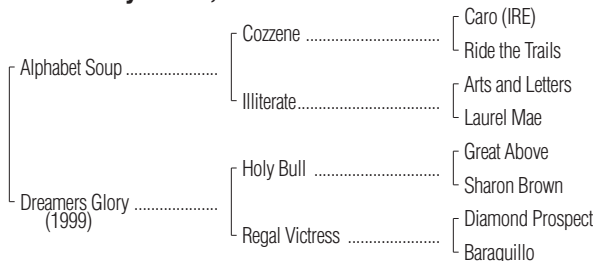 Caro (IRE)
Cozzene
Ride the Trails
Alphabet Soup
Arts and Letters
Illiterate
Laurel Mae
Great Above
Holy Bull
Sharon Brown
Dreamers Glory
(1999)
Diamond Prospect
Regal Victress
Baraquillo